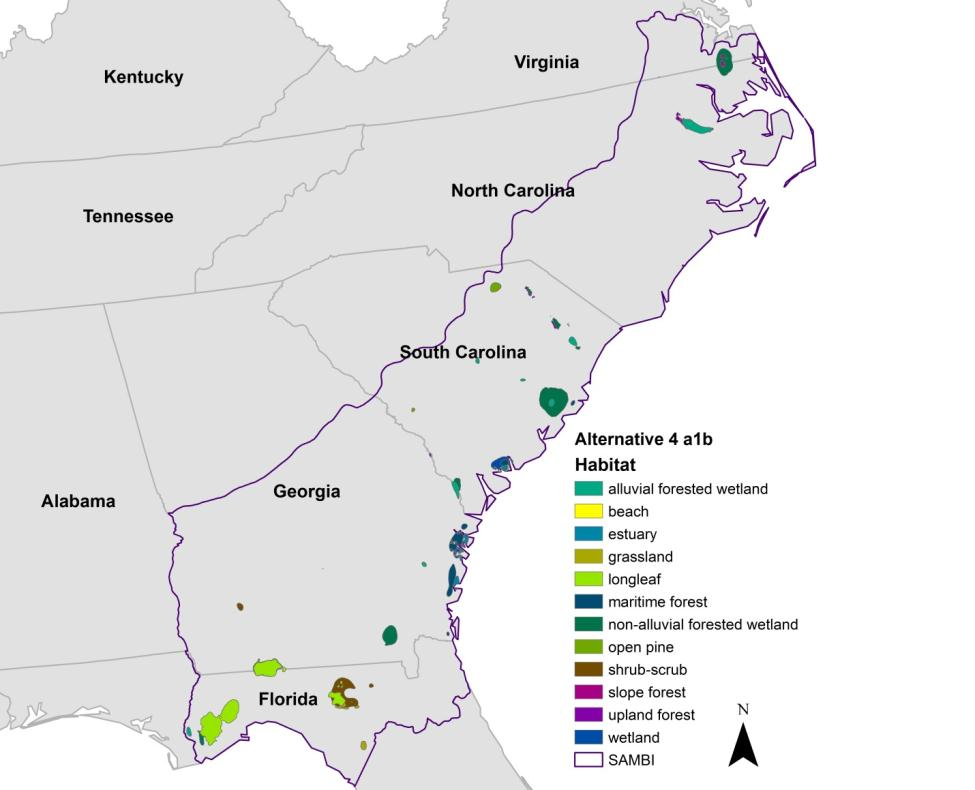 Kentucky
Virginia
North Carolina
Tennessee
South Carolina
Georgia
Alabama
Florida
Alternative 4 a1b
Habitat
alluvial forested wetland
beach
estuary
grassland
longleaf
maritime forest
non-alluvial forested wetland
open pine
shrub-scrub
slope forest
upland forest
wetland
SAMBI
N